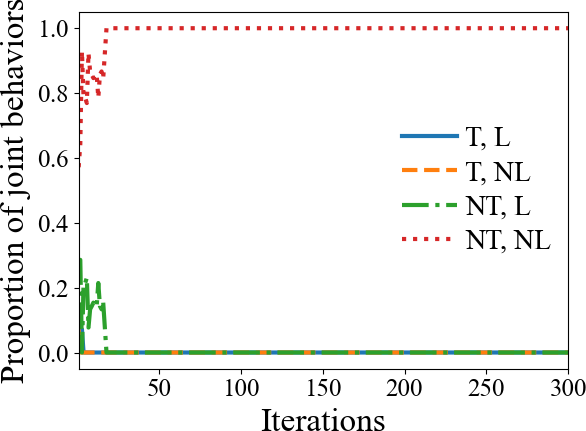 Proportion of joint behaviors
1.0
0.8
0.6
0.4
0.2
0.0
T, L
T, NL
NT, L
NT, NL
50 100 150 200 250 300
Iterations